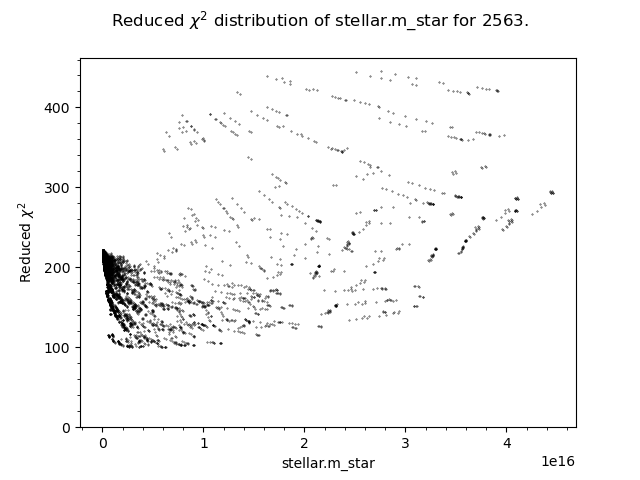 Reduced χ² distribution of stellar.m_star for 2563.
Reduced χ²
400
300
200
100
0
0 1 2 3 4
1e16
stellar.m_star